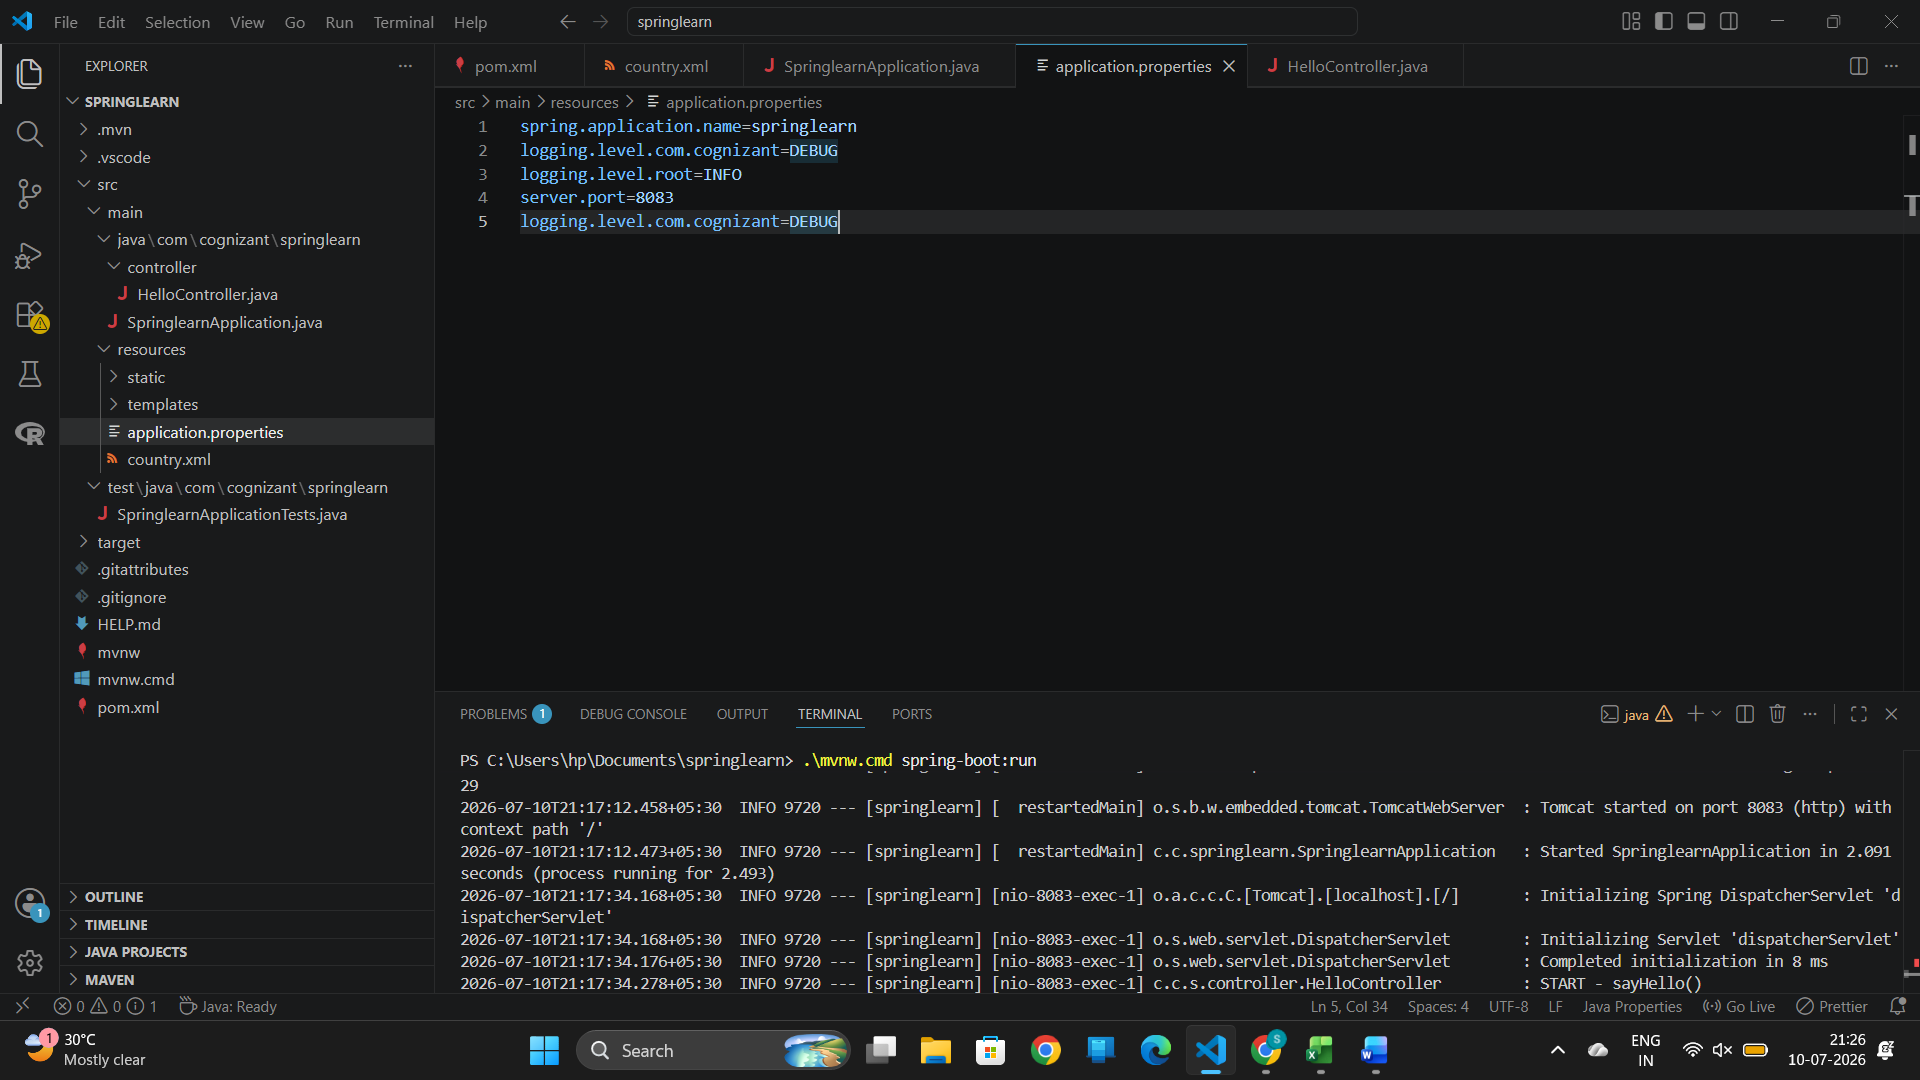 File Edit Selection View Go Run Terminal Help
springlearn
EXPLORER
SPRINGLEARN
.mvn
.vscode
src
main
java\com\cognizant\springlearn
controller
HelloController.java
SpringlearnApplication.java
resources
static
templates
application.properties
country.xml
test\java\com\cognizant\springlearn
SpringlearnApplicationTests.java
target
.gitattributes
.gitignore
HELP.md
mvnw
mvnw.cmd
pom.xml
OUTLINE
TIMELINE
JAVA PROJECTS
MAVEN
pom.xml country.xml SpringlearnApplication.java application.properties HelloController.java
src > main > resources > application.properties
1 spring.application.name=springlearn
2 logging.level.com.cognizant=DEBUG
3 logging.level.root=INFO
4 server.port=8083
5 logging.level.com.cognizant=DEBUG
PROBLEMS 1 DEBUG CONSOLE OUTPUT TERMINAL PORTS
java
PS C:\Users\hp\Documents\springlearn> .\mvnw.cmd spring-boot:run
29
2026-07-10T21:17:12.458+05:30  INFO 9720 --- [springlearn] [  restartedMain] o.s.b.w.embedded.tomcat.TomcatWebServer  : Tomcat started on port 8083 (http) with
context path '/'
2026-07-10T21:17:12.473+05:30  INFO 9720 --- [springlearn] [  restartedMain] c.c.springlearn.SpringlearnApplication   : Started SpringlearnApplication in 2.091
seconds (process running for 2.493)
2026-07-10T21:17:34.168+05:30  INFO 9720 --- [springlearn] [nio-8083-exec-1] o.a.c.c.C.[Tomcat].[localhost].[/]       : Initializing Spring DispatcherServlet 'd
ispatcherServlet'
2026-07-10T21:17:34.168+05:30  INFO 9720 --- [springlearn] [nio-8083-exec-1] o.s.web.servlet.DispatcherServlet        : Initializing Servlet 'dispatcherServlet'
2026-07-10T21:17:34.176+05:30  INFO 9720 --- [springlearn] [nio-8083-exec-1] o.s.web.servlet.DispatcherServlet        : Completed initialization in 8 ms
2026-07-10T21:17:34.278+05:30  INFO 9720 --- [springlearn] [nio-8083-exec-1] c.c.s.controller.HelloController         : START - sayHello()
0 0 1 Java: Ready
Ln 5, Col 34 Spaces: 4 UTF-8 LF Java Properties Go Live Prettier
1
30°C
Mostly clear
Search
ENG
IN
21:26
10-07-2026